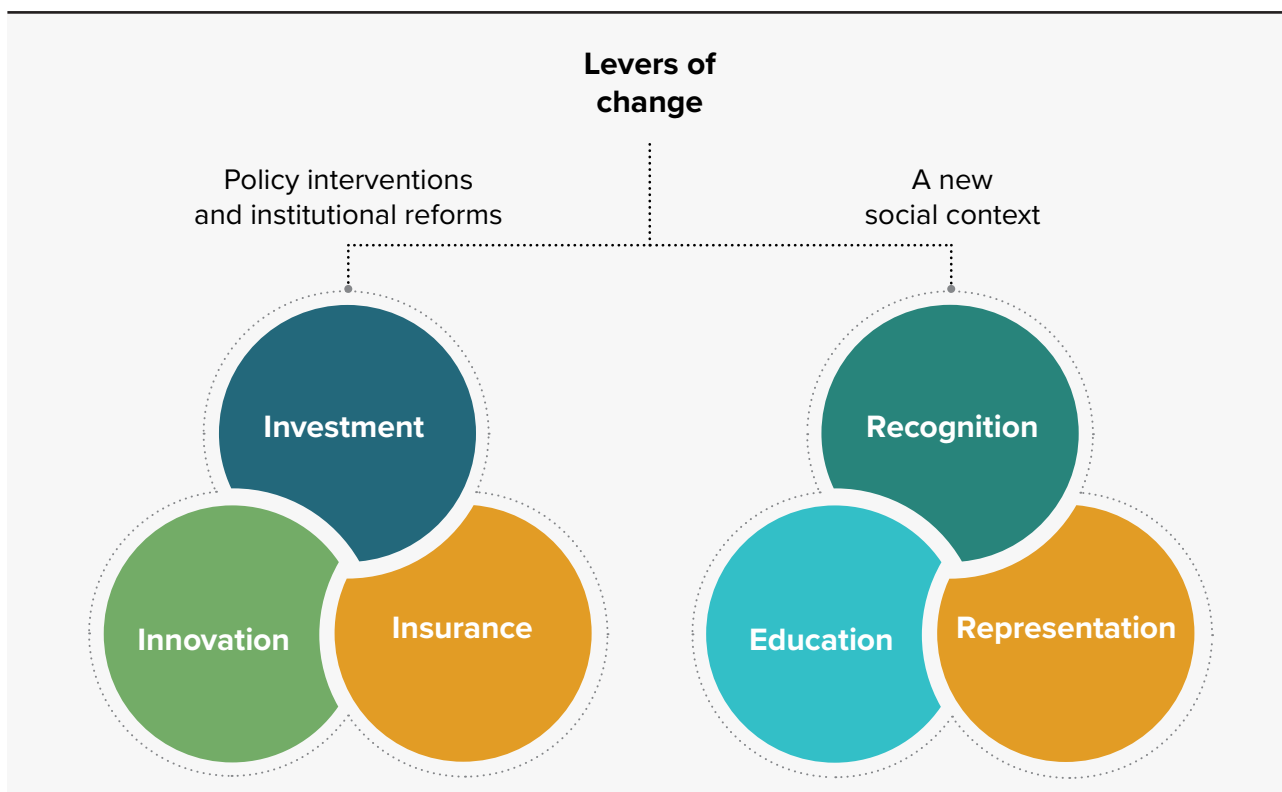 Levers of
change
Policy interventions
and institutional reforms
A new
social context
Investment
Innovation
Insurance
Recognition
Education
Representation